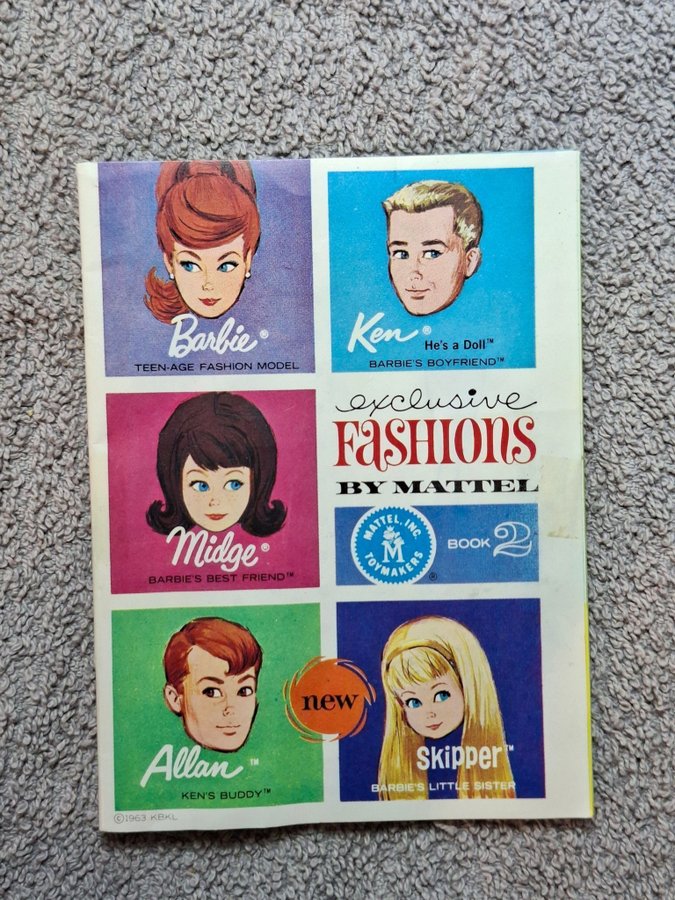 Barbie®
TEEN-AGE FASHION MODEL
Ken®
He's a Doll™
BARBIE'S BOYFRIEND™
exclusive
FASHIONS
BY MATTEL
MATTEL, INC.
M
TOYMAKERS
®
BOOK 2
Midge®
BARBIE'S BEST FRIEND™
Allan™
KEN'S BUDDY™
new
Skipper™
BARBIE'S LITTLE SISTER
©1963 KBKL